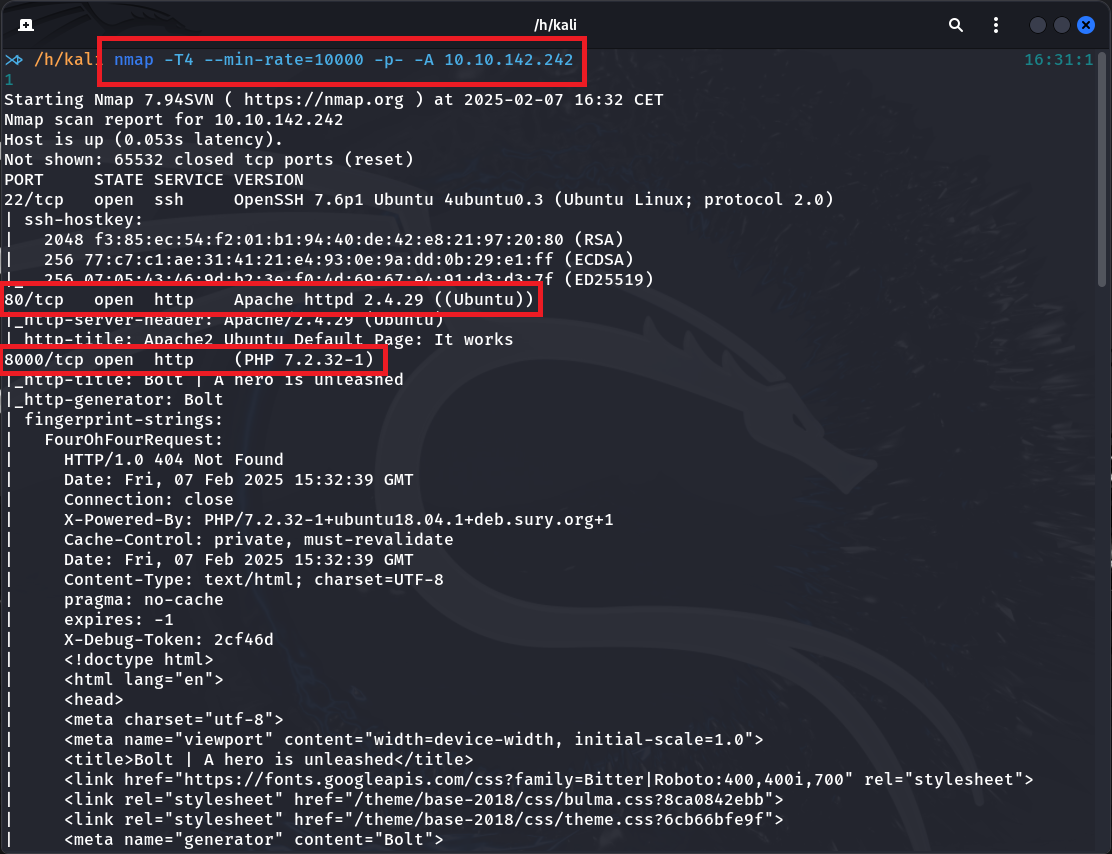 /h/kali
/h/kali nmap -T4 --min-rate=10000 -p- -A 10.10.142.242 16:31:1
1
Starting Nmap 7.94SVN ( https://nmap.org ) at 2025-02-07 16:32 CET
Nmap scan report for 10.10.142.242
Host is up (0.053s latency).
Not shown: 65532 closed tcp ports (reset)
PORT     STATE SERVICE VERSION
22/tcp   open  ssh     OpenSSH 7.6p1 Ubuntu 4ubuntu0.3 (Ubuntu Linux; protocol 2.0)
| ssh-hostkey:
|   2048 f3:85:ec:54:f2:01:b1:94:40:de:42:e8:21:97:20:80 (RSA)
|   256 77:c7:c1:ae:31:41:21:e4:93:0e:9a:dd:0b:29:e1:ff (ECDSA)
|_  256 07:05:43:46:9d:b2:3e:f0:4d:69:67:e4:91:d3:d3:7f (ED25519)
80/tcp   open  http    Apache httpd 2.4.29 ((Ubuntu))
|_http-server-header: Apache/2.4.29 (Ubuntu)
|_http-title: Apache2 Ubuntu Default Page: It works
8000/tcp open  http    (PHP 7.2.32-1)
|_http-title: Bolt | A hero is unleashed
|_http-generator: Bolt
| fingerprint-strings:
|   FourOhFourRequest:
|     HTTP/1.0 404 Not Found
|     Date: Fri, 07 Feb 2025 15:32:39 GMT
|     Connection: close
|     X-Powered-By: PHP/7.2.32-1+ubuntu18.04.1+deb.sury.org+1
|     Cache-Control: private, must-revalidate
|     Date: Fri, 07 Feb 2025 15:32:39 GMT
|     Content-Type: text/html; charset=UTF-8
|     pragma: no-cache
|     expires: -1
|     X-Debug-Token: 2cf46d
|     <!doctype html>
|     <html lang="en">
|     <head>
|     <meta charset="utf-8">
|     <meta name="viewport" content="width=device-width, initial-scale=1.0">
|     <title>Bolt | A hero is unleashed</title>
|     <link href="https://fonts.googleapis.com/css?family=Bitter|Roboto:400,400i,700" rel="stylesheet">
|     <link rel="stylesheet" href="/theme/base-2018/css/bulma.css?8ca0842ebb">
|     <link rel="stylesheet" href="/theme/base-2018/css/theme.css?6cb66bfe9f">
|     <meta name="generator" content="Bolt">